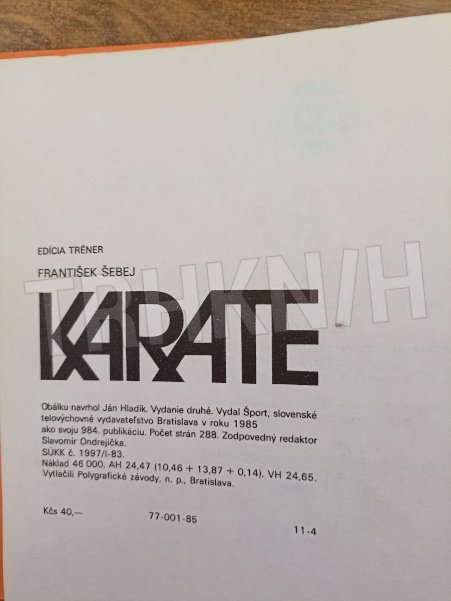 EDÍCIA TRÉNER
FRANTIŠEK ŠEBEJ
KARATE
TRHKNIH
Obálku navrhol Ján Hladík. Vydanie druhé. Vydal Šport, slovenské
telovýchovné vydavateľstvo Bratislava v roku 1985
ako svoju 984. publikáciu. Počet strán 288. Zodpovedný redaktor
Slavomír Ondrejička.
SÚKK č. 1997/I-83.
Náklad 46 000. AH 24,47 (10,46 + 13,87 + 0,14). VH 24,65.
Vytlačili Polygrafické závody, n. p., Bratislava.
Kčs 40,— 77-001-85
11-4